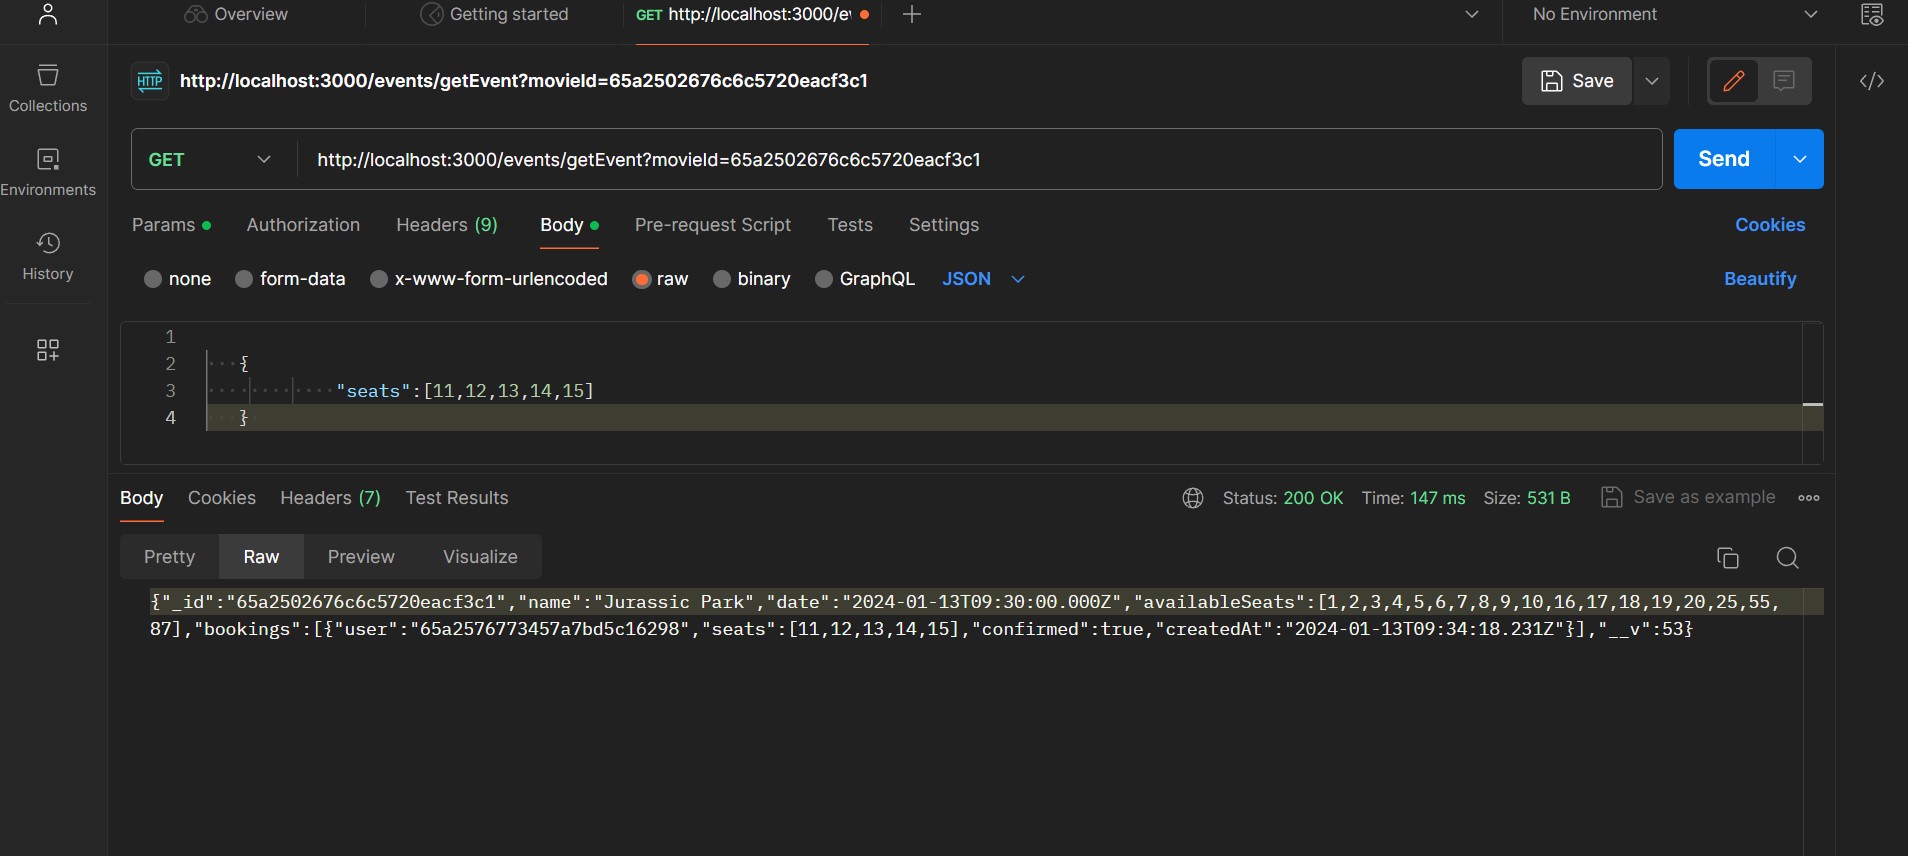 Overview
Getting started
GET http://localhost:3000/e
No Environment
Collections
Environments
History
HTTP http://localhost:3000/events/getEvent?movieId=65a2502676c6c5720eacf3c1
Save
GET http://localhost:3000/events/getEvent?movieId=65a2502676c6c5720eacf3c1
Send
Params Authorization Headers (9) Body Pre-request Script Tests Settings Cookies
none form-data x-www-form-urlencoded raw binary GraphQL JSON Beautify
1
2 {
3 "seats":[11,12,13,14,15]
4 }
Body Cookies Headers (7) Test Results Status: 200 OK Time: 147 ms Size: 531 B Save as example
Pretty Raw Preview Visualize
{"_id":"65a2502676c6c5720eacf3c1","name":"Jurassic Park","date":"2024-01-13T09:30:00.000Z","availableSeats":[1,2,3,4,5,6,7,8,9,10,16,17,18,19,20,25,55,
87],"bookings":[{"user":"65a2576773457a7bd5c16298","seats":[11,12,13,14,15],"confirmed":true,"createdAt":"2024-01-13T09:34:18.231Z"}],"__v":53}